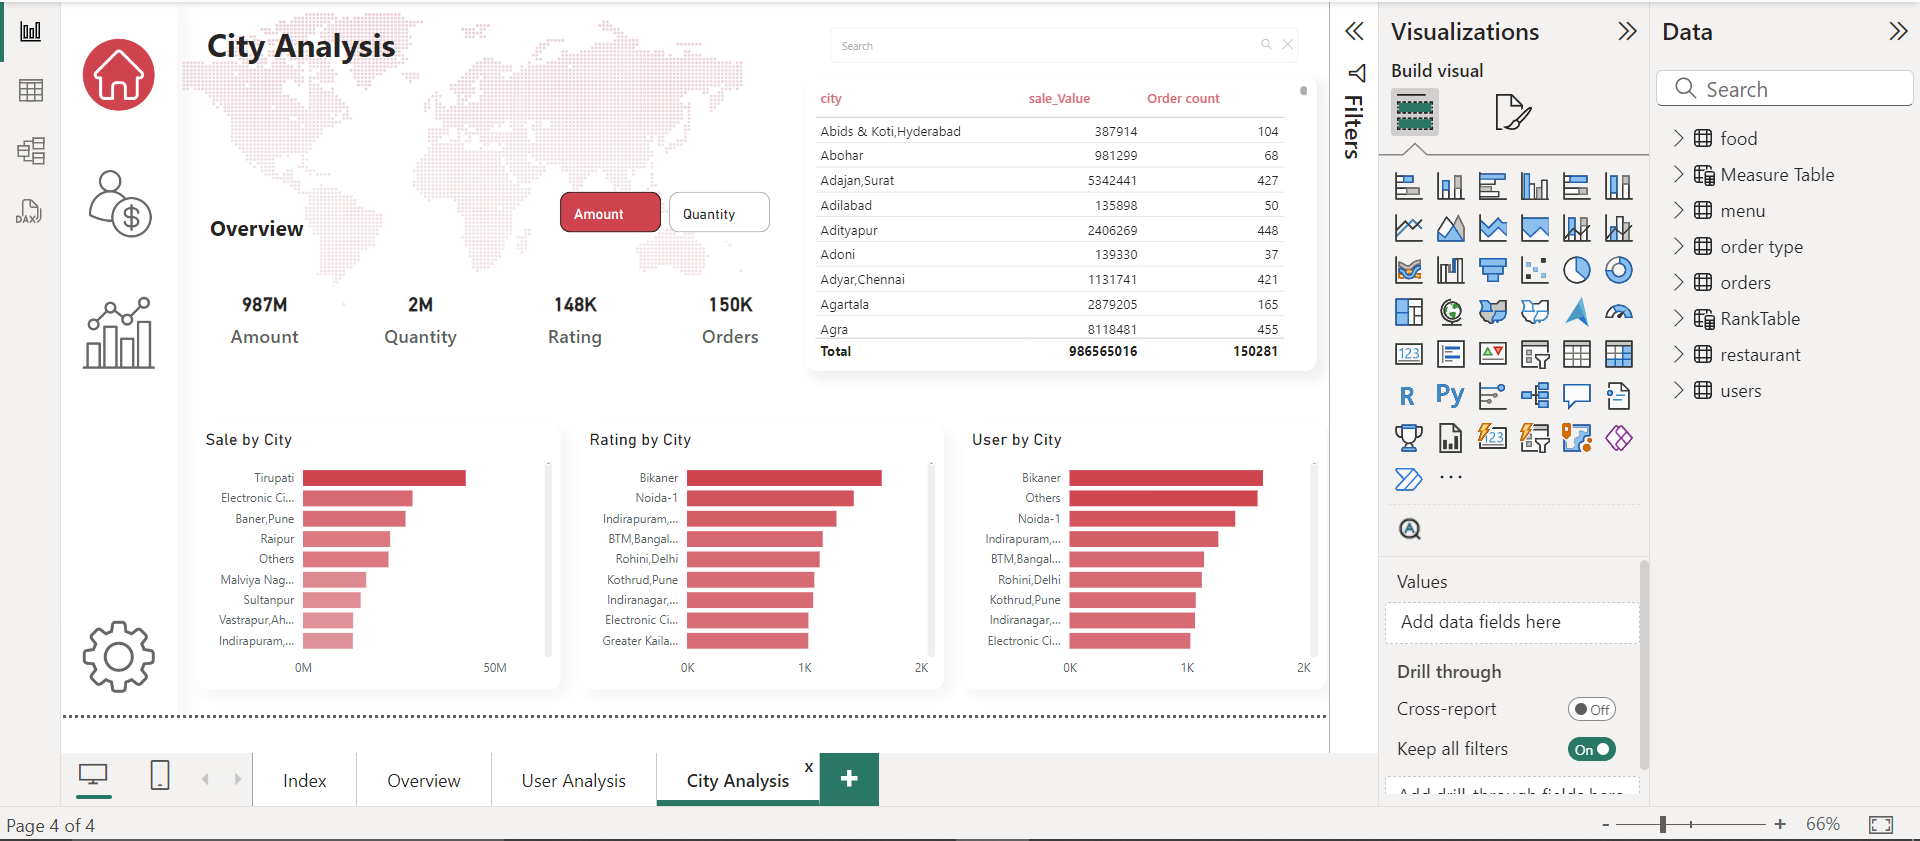 City Analysis
Search
city sale_Value Order count
Abids & Koti,Hyderabad 387914 104
Abohar 981299 68
Adajan,Surat 5342441 427
Adilabad 135898 50
Adityapur 2406269 448
Adoni 139330 37
Adyar,Chennai 1131741 421
Agartala 2879205 165
Agra 8118481 455
Total 986565016 150281
Overview
Amount
Quantity
987M 2M 148K 150K
Amount Quantity Rating Orders
Sale by City
Tirupati
Electronic Ci...
Baner,Pune
Raipur
Others
Malviya Nag...
Sultanpur
Vastrapur,Ah...
Indirapuram,...
0M 50M
Rating by City
Bikaner
Noida-1
Indirapuram,...
BTM,Bangal...
Rohini,Delhi
Kothrud,Pune
Indiranagar,...
Electronic Ci...
Greater Kaila...
0K 1K 2K
User by City
Bikaner
Others
Noida-1
Indirapuram,...
BTM,Bangal...
Rohini,Delhi
Kothrud,Pune
Indiranagar,...
Electronic Ci...
0K 1K 2K
DAX
Filters
Visualizations
Build visual
123
R Py
123
...
Values
Add data fields here
Drill through
Cross-report Off
Keep all filters On
Add drill-through fields here
Data
Search
food
Measure Table
menu
order type
orders
RankTable
restaurant
users
Index Overview User Analysis City Analysis x +
Page 4 of 4
- + 66%